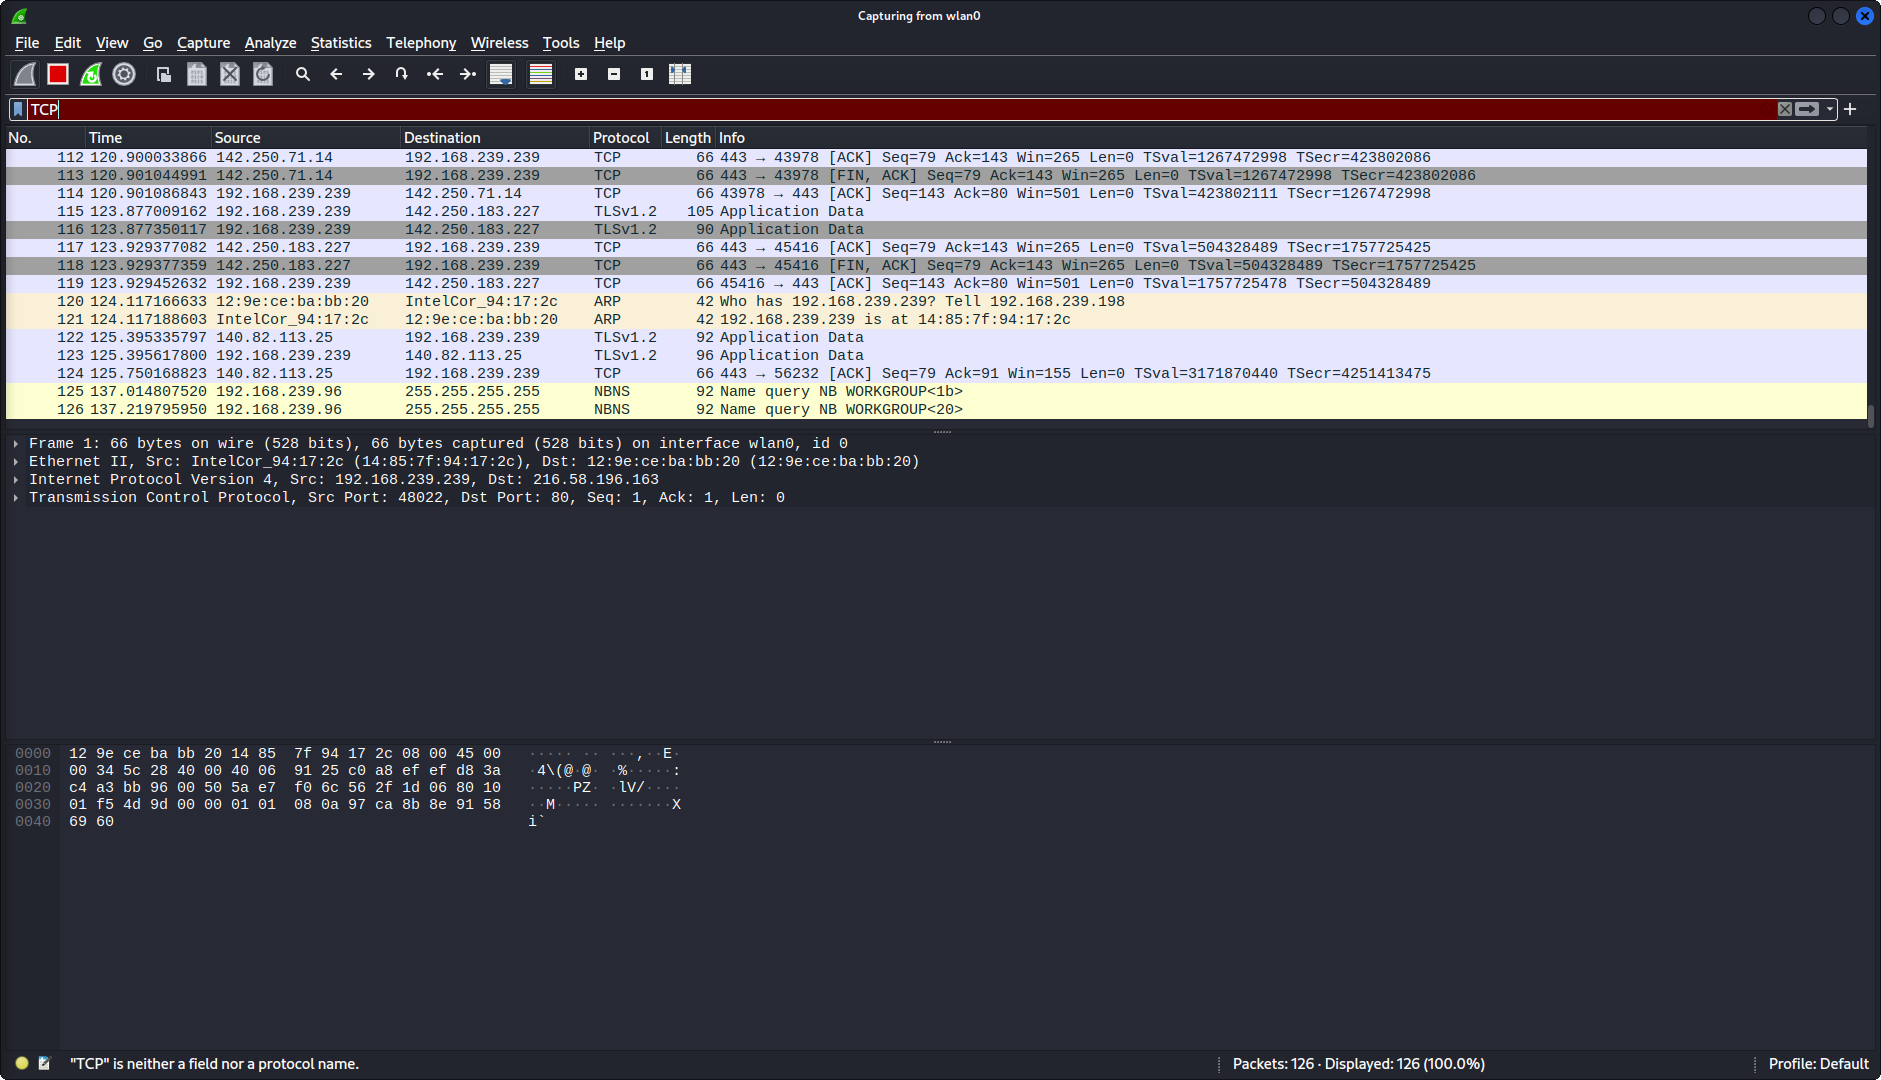 Capturing from wlan0
File Edit View Go Capture Analyze Statistics Telephony Wireless Tools Help
TCP
No. Time Source Destination Protocol Length Info
112 120.900033866 142.250.71.14 192.168.239.239 TCP 66 443 → 43978 [ACK] Seq=79 Ack=143 Win=265 Len=0 TSval=1267472998 TSecr=423802086
113 120.901044991 142.250.71.14 192.168.239.239 TCP 66 443 → 43978 [FIN, ACK] Seq=79 Ack=143 Win=265 Len=0 TSval=1267472998 TSecr=423802086
114 120.901086843 192.168.239.239 142.250.71.14 TCP 66 43978 → 443 [ACK] Seq=143 Ack=80 Win=501 Len=0 TSval=423802111 TSecr=1267472998
115 123.877009162 192.168.239.239 142.250.183.227 TLSv1.2 105 Application Data
116 123.877350117 192.168.239.239 142.250.183.227 TLSv1.2 90 Application Data
117 123.929377082 142.250.183.227 192.168.239.239 TCP 66 443 → 45416 [ACK] Seq=79 Ack=143 Win=265 Len=0 TSval=504328489 TSecr=1757725425
118 123.929377359 142.250.183.227 192.168.239.239 TCP 66 443 → 45416 [FIN, ACK] Seq=79 Ack=143 Win=265 Len=0 TSval=504328489 TSecr=1757725425
119 123.929452632 192.168.239.239 142.250.183.227 TCP 66 45416 → 443 [ACK] Seq=143 Ack=80 Win=501 Len=0 TSval=1757725478 TSecr=504328489
120 124.117166633 12:9e:ce:ba:bb:20 IntelCor_94:17:2c ARP 42 Who has 192.168.239.239? Tell 192.168.239.198
121 124.117188603 IntelCor_94:17:2c 12:9e:ce:ba:bb:20 ARP 42 192.168.239.239 is at 14:85:7f:94:17:2c
122 125.395335797 140.82.113.25 192.168.239.239 TLSv1.2 92 Application Data
123 125.395617800 192.168.239.239 140.82.113.25 TLSv1.2 96 Application Data
124 125.750168823 140.82.113.25 192.168.239.239 TCP 66 443 → 56232 [ACK] Seq=79 Ack=91 Win=155 Len=0 TSval=3171870440 TSecr=4251413475
125 137.014807520 192.168.239.96 255.255.255.255 NBNS 92 Name query NB WORKGROUP<1b>
126 137.219795950 192.168.239.96 255.255.255.255 NBNS 92 Name query NB WORKGROUP<20>
Frame 1: 66 bytes on wire (528 bits), 66 bytes captured (528 bits) on interface wlan0, id 0
Ethernet II, Src: IntelCor_94:17:2c (14:85:7f:94:17:2c), Dst: 12:9e:ce:ba:bb:20 (12:9e:ce:ba:bb:20)
Internet Protocol Version 4, Src: 192.168.239.239, Dst: 216.58.196.163
Transmission Control Protocol, Src Port: 48022, Dst Port: 80, Seq: 1, Ack: 1, Len: 0
0000 12 9e ce ba bb 20 14 85 7f 94 17 2c 08 00 45 00 ····· ·· ···,··E·
0010 00 34 5c 28 40 00 40 06 91 25 c0 a8 ef ef d8 3a ·4\(@·@· ·%·····:
0020 c4 a3 bb 96 00 50 5a e7 f0 6c 56 2f 1d 06 80 10 ·····PZ· ·lV/····
0030 01 f5 4d 9d 00 00 01 01 08 0a 97 ca 8b 8e 91 58 ··M····· ·······X
0040 69 60 i`
"TCP" is neither a field nor a protocol name. Packets: 126 · Displayed: 126 (100.0%) Profile: Default